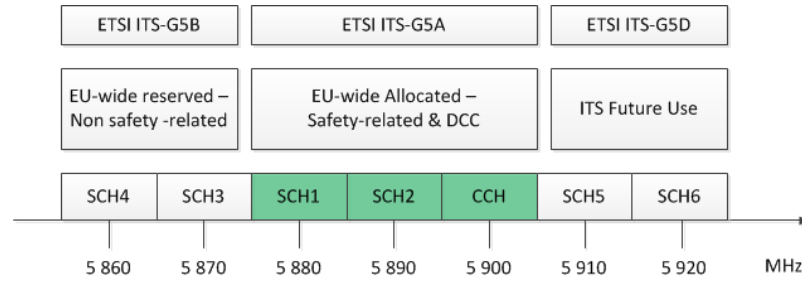 ETSI ITS-G5B
ETSI ITS-G5A
ETSI ITS-G5D
EU-wide reserved –
Non safety -related
EU-wide Allocated –
Safety-related & DCC
ITS Future Use
SCH4
SCH3
SCH1
SCH2
CCH
SCH5
SCH6
5 860
5 870
5 880
5 890
5 900
5 910
5 920
MHz